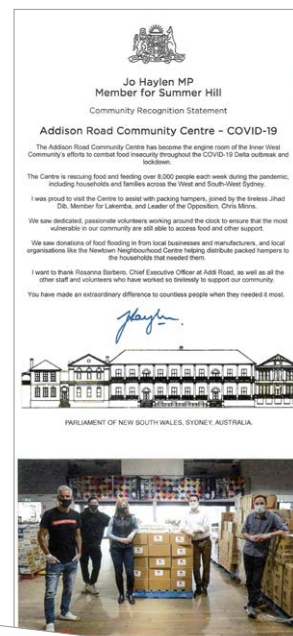 Jo Haylen MP
Member for Summer Hill
Community Recognition Statement
Addison Road Community Centre – COVID-19
The Addison Road Community Centre has become the engine room of the Inner West
Community's efforts to combat food insecurity throughout the COVID-19 Delta outbreak and
lockdown.
The Centre is rescuing food and feeding over 8,000 people each week during the pandemic,
including households and families across the West and South-West Sydney.
I was proud to visit the Centre to assist with packing hampers, joined by the tireless Jihad
Dib, Member for Lakemba, and Leader of the Opposition, Chris Minns.
We saw dedicated, passionate volunteers working around the clock to ensure that the most
vulnerable in our community are still able to access food and other support.
We saw donations of food flooding in from local businesses and manufacturers, and local
organisations like the Newtown Neighbourhood Centre helping distribute packed hampers to
the households that needed them.
I want to thank Rosanna Barbero, Chief Executive Officer at Addi Road, as well as all the
other staff and volunteers who have worked so tirelessly to support our community.
You have made an extraordinary difference to countless people when they needed it most.
JHaylen.
PARLIAMENT OF NEW SOUTH WALES, SYDNEY, AUSTRALIA.